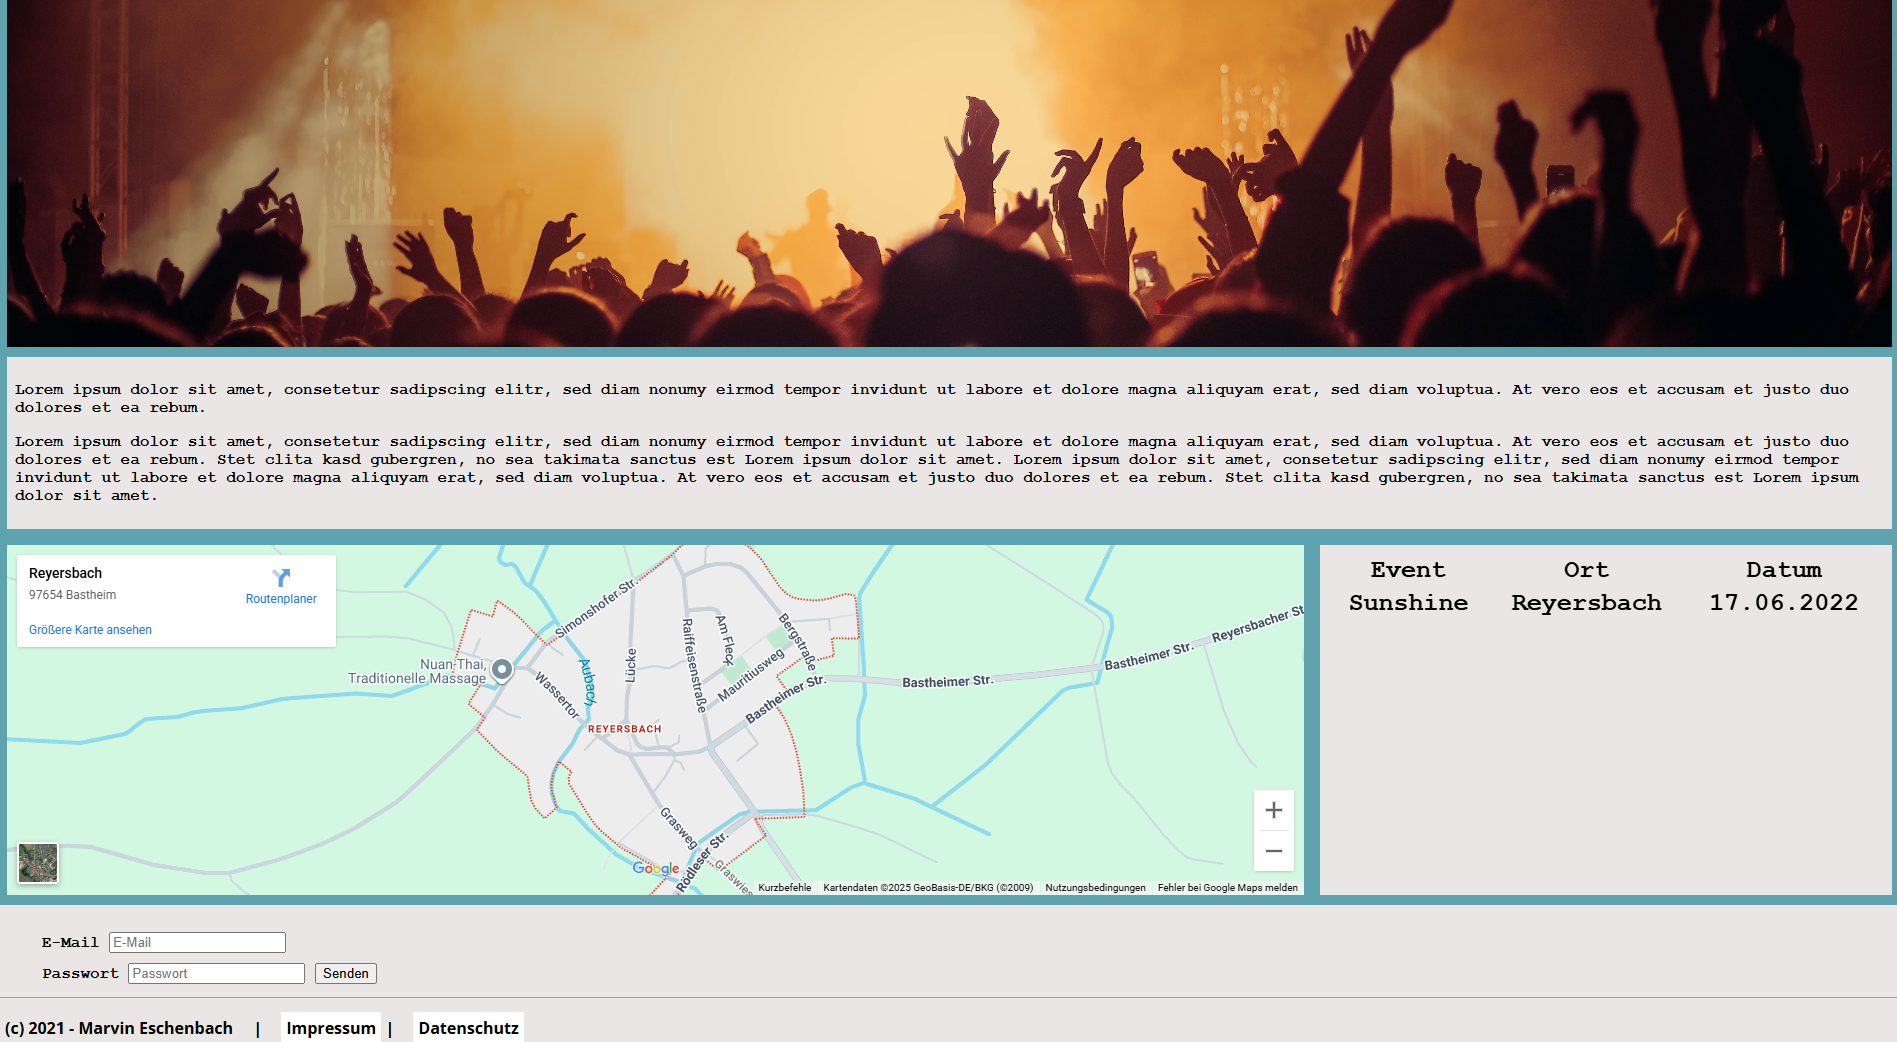 Lorem ipsum dolor sit amet, consetetur sadipscing elitr, sed diam nonumy eirmod tempor invidunt ut labore et dolore magna aliquyam erat, sed diam voluptua. At vero eos et accusam et justo duo
dolores et ea rebum.
Lorem ipsum dolor sit amet, consetetur sadipscing elitr, sed diam nonumy eirmod tempor invidunt ut labore et dolore magna aliquyam erat, sed diam voluptua. At vero eos et accusam et justo duo
dolores et ea rebum. Stet clita kasd gubergren, no sea takimata sanctus est Lorem ipsum dolor sit amet. Lorem ipsum dolor sit amet, consetetur sadipscing elitr, sed diam nonumy eirmod tempor
invidunt ut labore et dolore magna aliquyam erat, sed diam voluptua. At vero eos et accusam et justo duo dolores et ea rebum. Stet clita kasd gubergren, no sea takimata sanctus est Lorem ipsum
dolor sit amet.
Reyersbach
97654 Bastheim
Routenplaner
Größere Karte ansehen
Simonshofer Str.
Nuan-Thai,
Traditionelle Massage
Aubach
Wassertor
Lücke
Raiffeisenstraße
Am Fleck
Bergstraße
Mauritiusweg
Bastheimer Str.
Bastheimer Str.
Bastheimer Str.
Reyersbacher St
REYERSBACH
Grasweg
Rödleser Str.
Graswies
Google
Kurzbefehle Kartendaten ©2025 GeoBasis-DE/BKG (©2009) Nutzungsbedingungen Fehler bei Google Maps melden
Event Ort Datum
Sunshine Reyersbach 17.06.2022
E-Mail E-Mail
Passwort Passwort Senden
(c) 2021 - Marvin Eschenbach | Impressum | Datenschutz